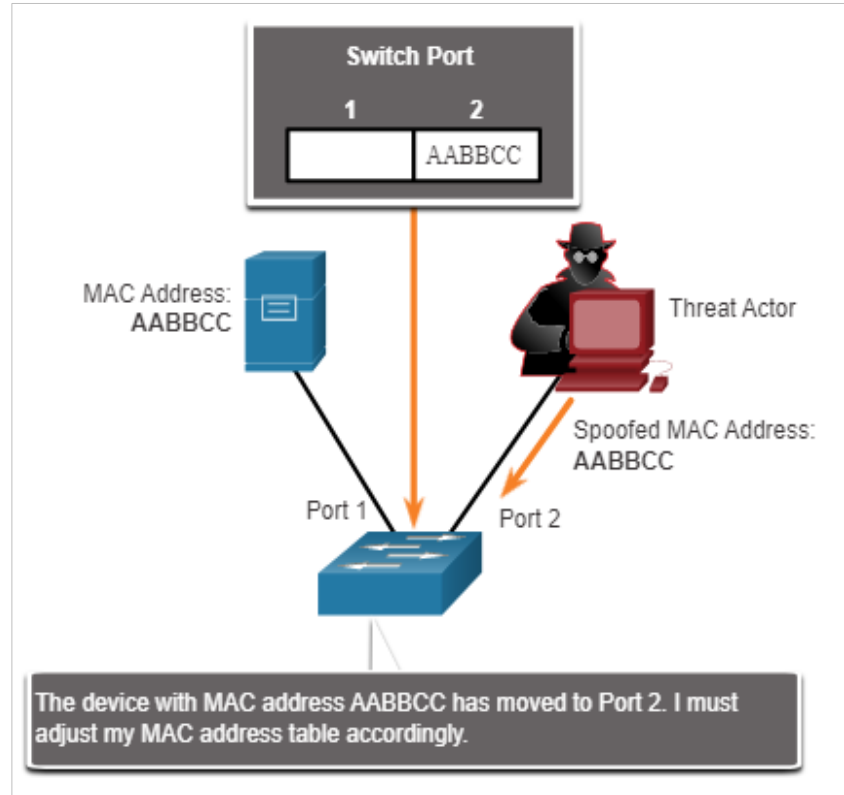 Switch Port
1 2
AABBCC
MAC Address:
AABBCC
Threat Actor
Spoofed MAC Address:
AABBCC
Port 1
Port 2
The device with MAC address AABBCC has moved to Port 2. I must
adjust my MAC address table accordingly.